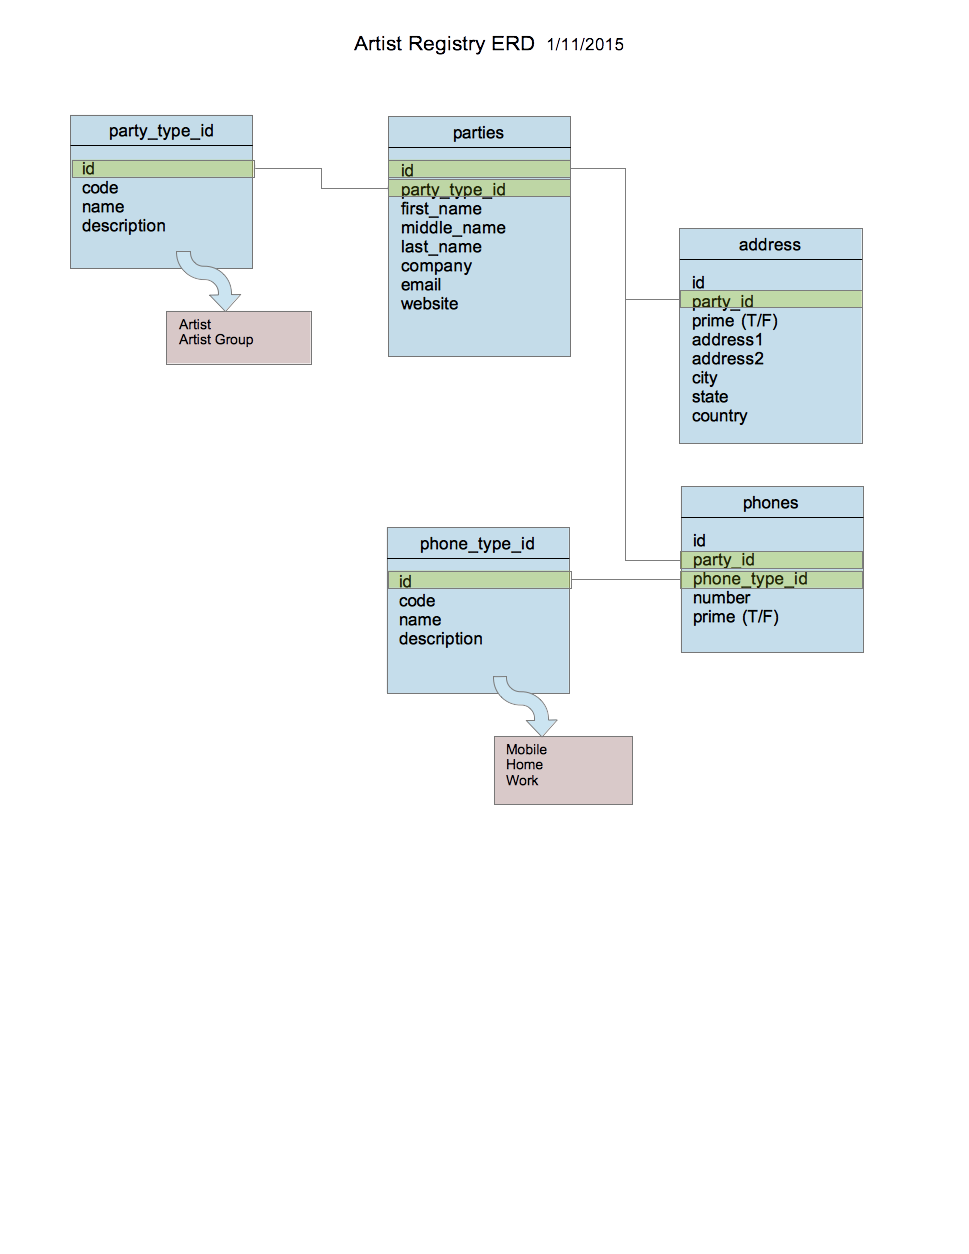 Artist Registry ERD 1/11/2015
party_type_id
id
code
name
description
Artist
Artist Group
parties
id
party_type_id
first_name
middle_name
last_name
company
email
website
address
id
party_id
prime (T/F)
address1
address2
city
state
country
phones
id
party_id
phone_type_id
number
prime (T/F)
phone_type_id
id
code
name
description
Mobile
Home
Work